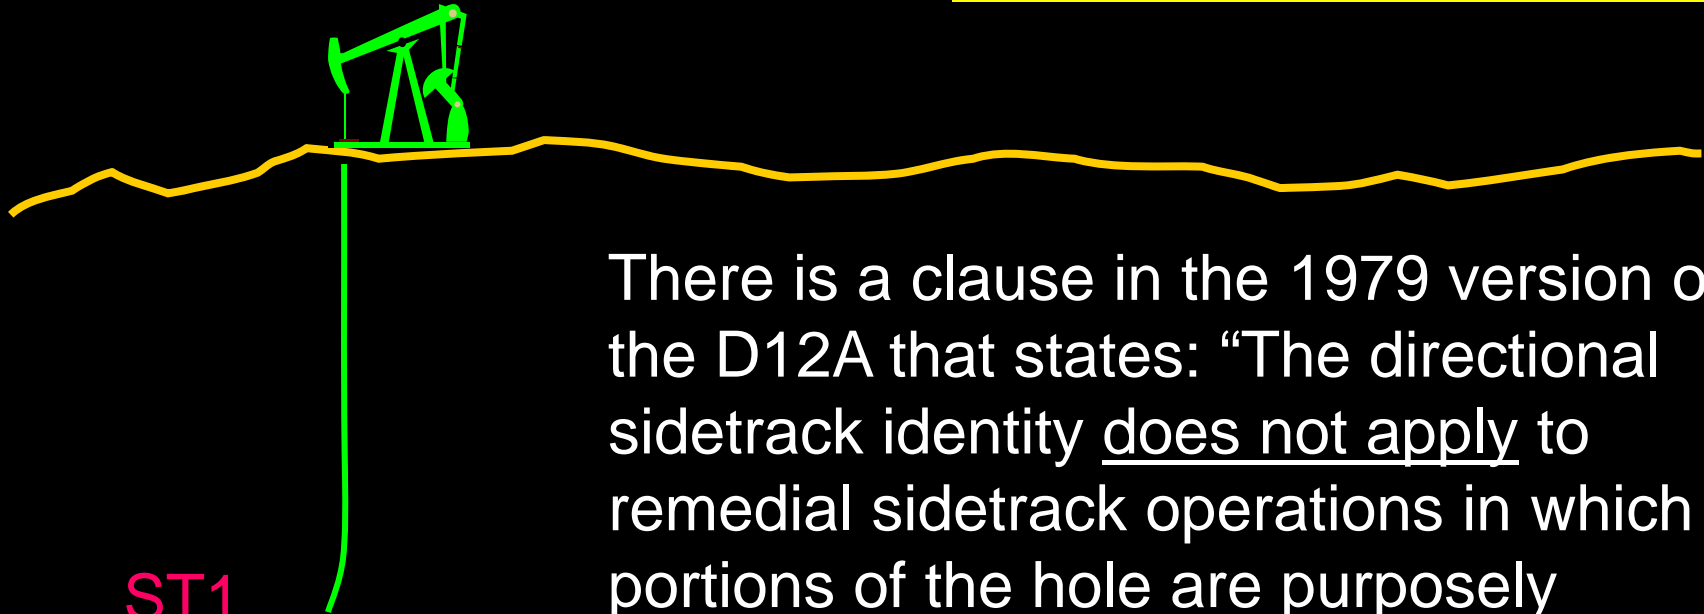 There is a clause in the 1979 version o
the D12A that states: “The directional
sidetrack identity does not apply to
remedial sidetrack operations in which
portions of the hole are purposely
ST1